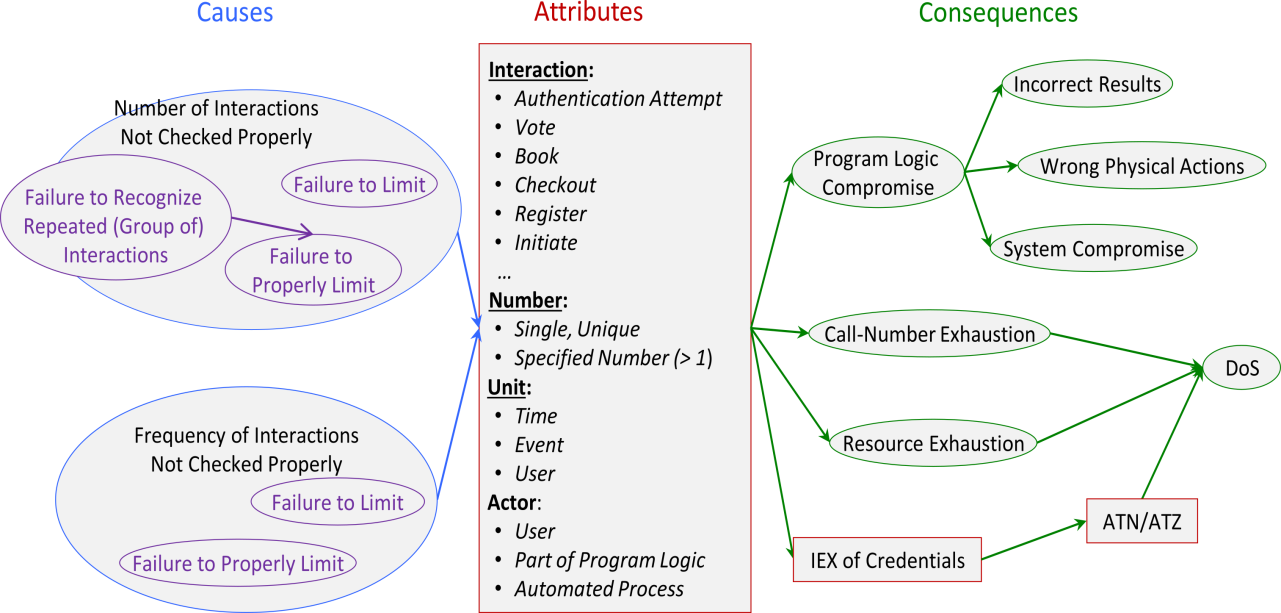 Causes
Attributes
Consequences
Number of Interactions
Not Checked Properly
Failure to Limit
Failure to Recognize
Repeated (Group of)
Interactions
Failure to
Properly Limit
Frequency of Interactions
Not Checked Properly
Failure to Limit
Failure to Properly Limit
Interaction:
• Authentication Attempt
• Vote
• Book
• Checkout
• Register
• Initiate
...
Number:
• Single, Unique
• Specified Number (> 1)
Unit:
• Time
• Event
• User
Actor:
• User
• Part of Program Logic
• Automated Process
Program Logic
Compromise
Incorrect Results
Wrong Physical Actions
System Compromise
Call-Number Exhaustion
DoS
Resource Exhaustion
ATN/ATZ
IEX of Credentials